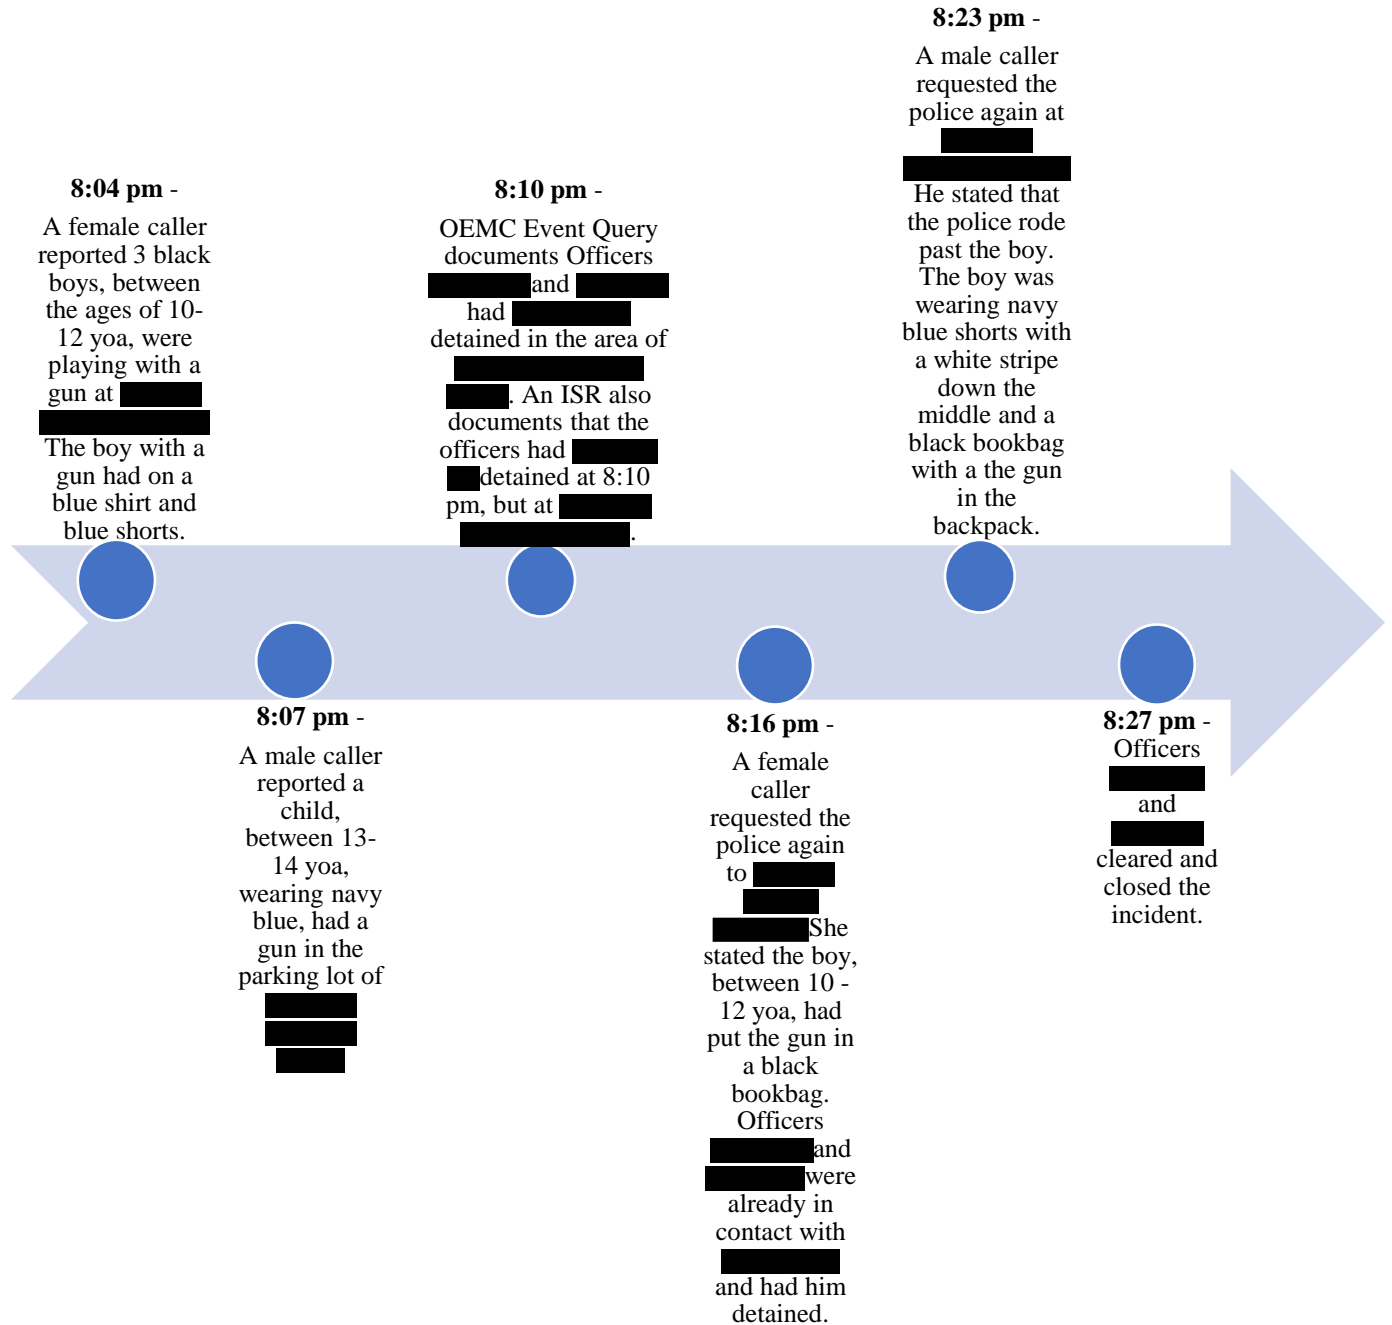 8:04 pm -
A female caller
reported 3 black
boys, between
the ages of 10-
12 yoa, were
playing with a
gun at
The boy with a
gun had on a
blue shirt and
blue shorts.
8:07 pm -
A male caller
reported a
child,
between 13-
14 yoa,
wearing navy
blue, had a
gun in the
parking lot of
8:10 pm -
OEMC Event Query
documents Officers
and
had
detained in the area of
. An ISR also
documents that the
officers had
detained at 8:10
pm, but at
.
8:16 pm -
A female
caller
requested the
police again
to
She
stated the boy,
between 10 -
12 yoa, had
put the gun in
a black
bookbag.
Officers
and
were
already in
contact with
and had him
detained.
8:23 pm -
A male caller
requested the
police again at
He stated that
the police rode
past the boy.
The boy was
wearing navy
blue shorts with
a white stripe
down the
middle and a
black bookbag
with a the gun
in the
backpack.
8:27 pm -
Officers
and
cleared and
closed the
incident.